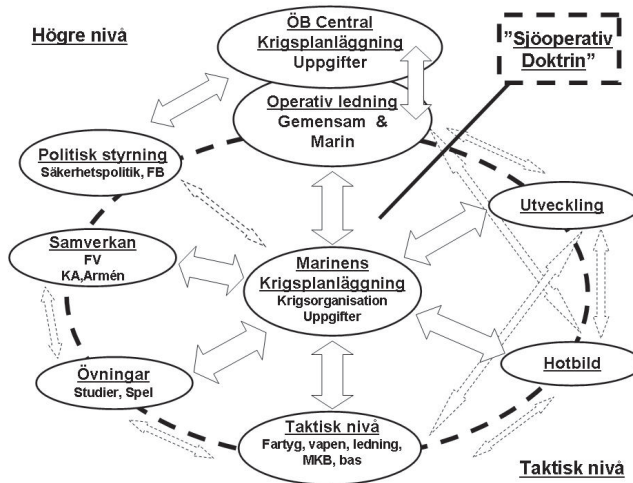 Högre nivå
ÖB Central
Krigsplanläggning
Uppgifter
”Sjöoperativ
Doktrin”
Operativ ledning
Gemensam &
Marin
Politisk styrning
Säkerhetspolitik, FB
Utveckling
Samverkan
FV
KA,Armén
Marinens
Krigsplanläggning
Krigsorganisation
Uppgifter
Hotbild
Övningar
Studier, Spel
Taktisk nivå
Fartyg, vapen, ledning,
MKB, bas
Taktisk nivå